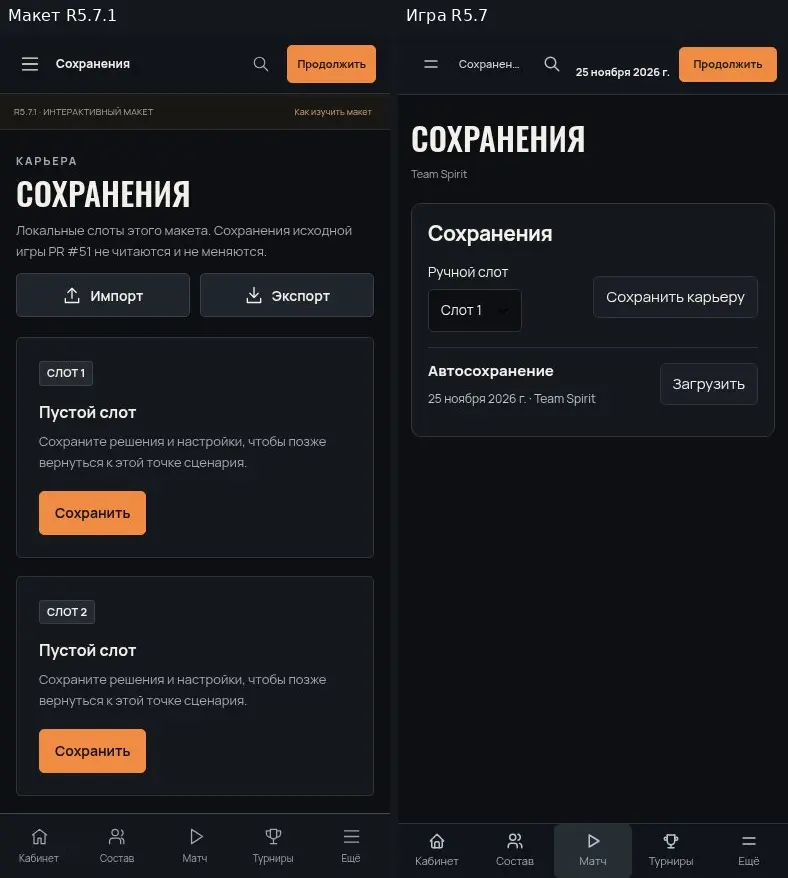 Макет R5.7.1
Сохранения
Продолжить
R5.7.1 · ИНТЕРАКТИВНЫЙ МАКЕТ
Как изучить макет
КАРЬЕРА
СОХРАНЕНИЯ
Локальные слоты этого макета. Сохранения исходной
игры PR #51 не читаются и не меняются.
Импорт
Экспорт
СЛОТ 1
Пустой слот
Сохраните решения и настройки, чтобы позже
вернуться к этой точке сценария.
Сохранить
СЛОТ 2
Пустой слот
Сохраните решения и настройки, чтобы позже
вернуться к этой точке сценария.
Сохранить
Кабинет
Состав
Матч
Турниры
Ещё
Игра R5.7
Сохранен...
25 ноября 2026 г.
Продолжить
СОХРАНЕНИЯ
Team Spirit
Сохранения
Ручной слот
Слот 1
Сохранить карьеру
Автосохранение
25 ноября 2026 г. · Team Spirit
Загрузить
Кабинет
Состав
Матч
Турниры
Ещё